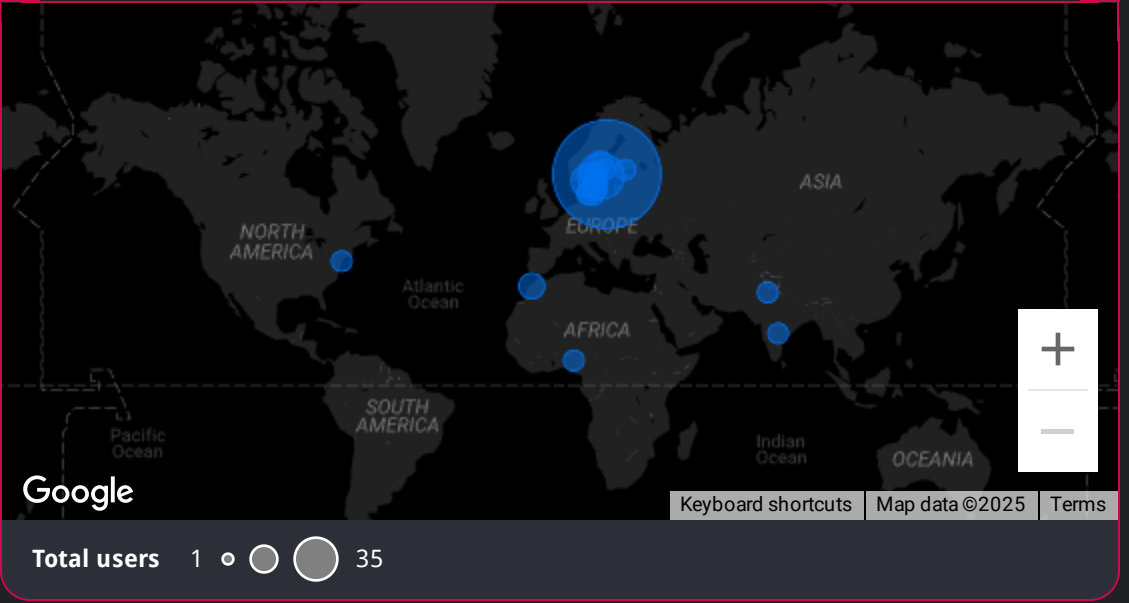 ASIA
EUROPE
NORTH
AMERICA
Atlantic
Ocean
AFRICA
SOUTH
AMERICA
Pacific
Ocean
Indian
Ocean
OCEANIA
+
−
Google
Keyboard shortcuts
Map data ©2025
Terms
Total users 1 35